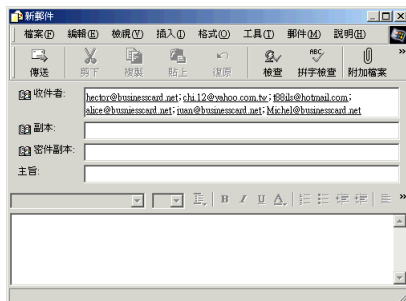 新郵件
檔案(F) 編輯(E) 檢視(V) 插入(I) 格式(O) 工具(T) 郵件(M) 說明(H)
傳送 剪下 複製 貼上 復原 檢查 拼字檢查 附加檔案
收件者: hector@businesscard.net; chi.12@yahoo.com.tw; t88ils@hotmail.com;
alice@busniesscard.net; juan@businesscard.net; Michel@businesscard.net
副本:
密件副本:
主旨:
B I U A